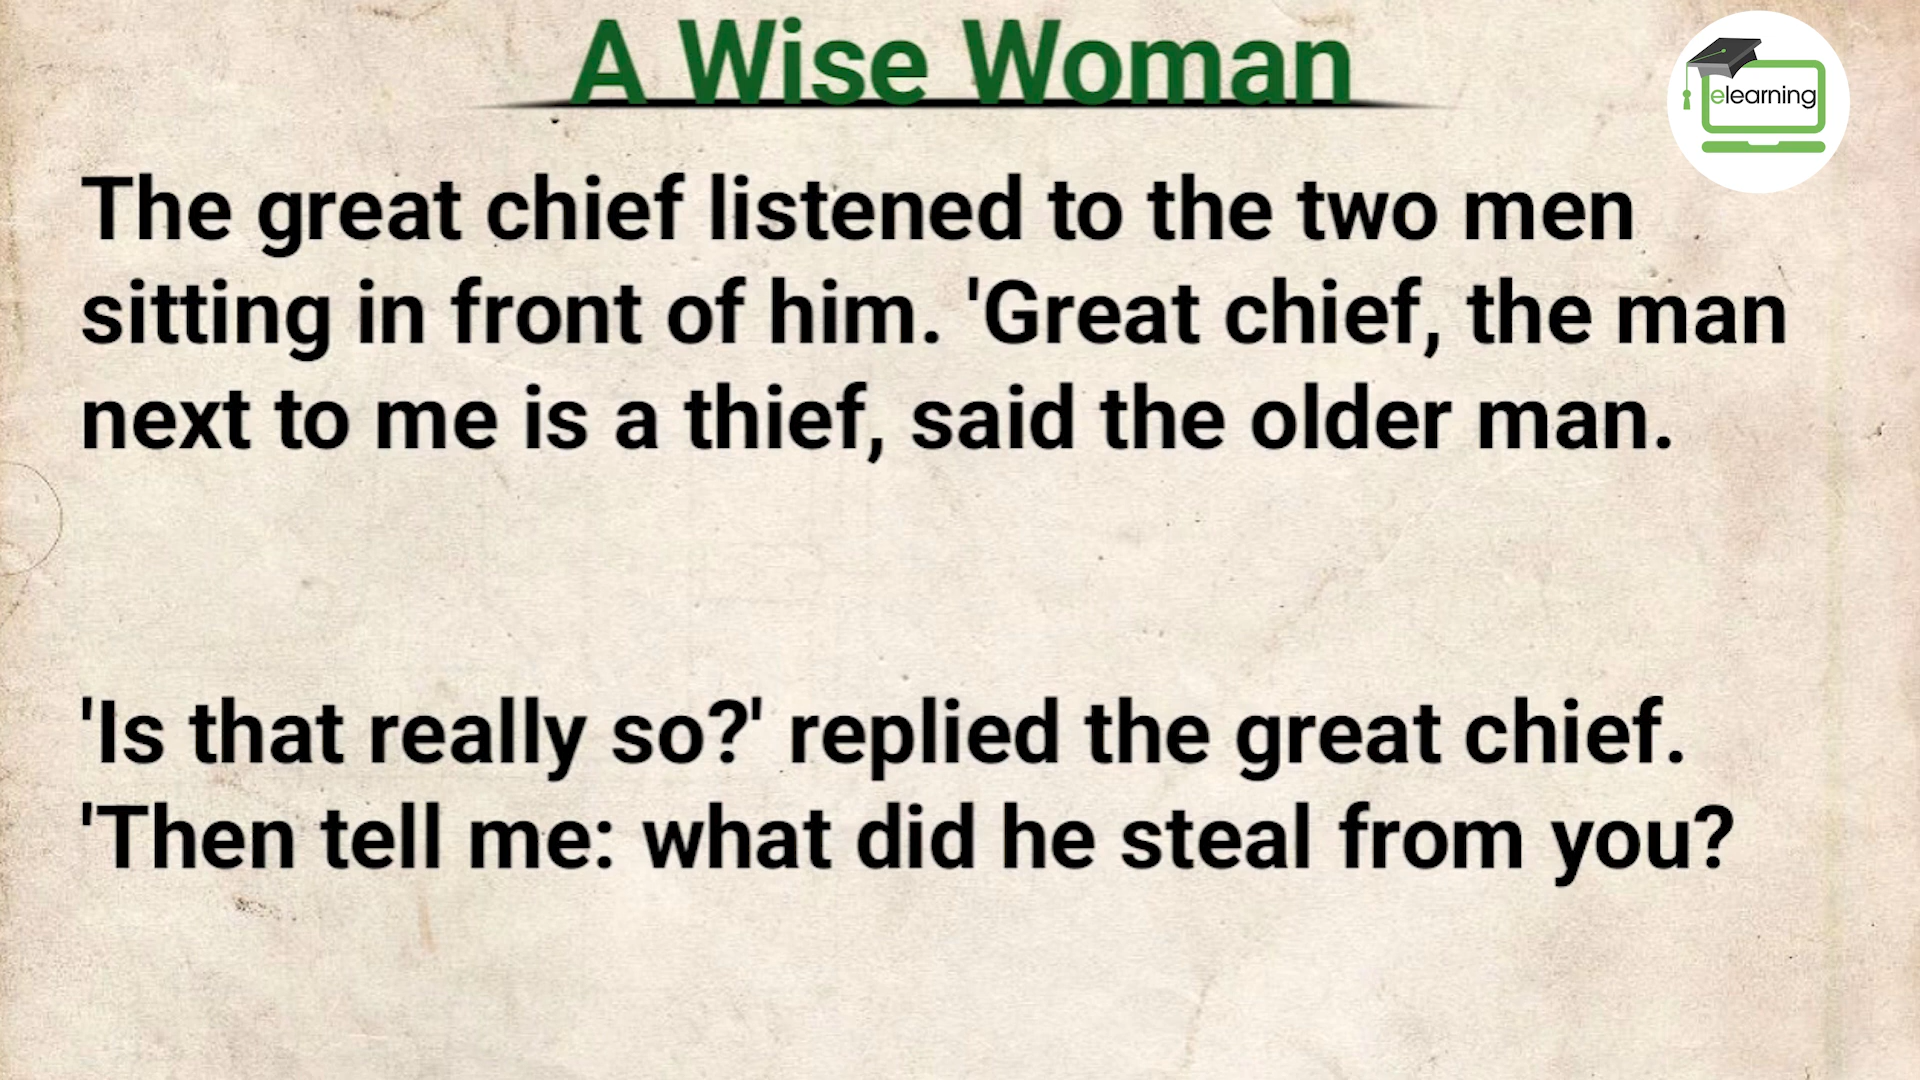 A Wise Woman
elearning
The great chief listened to the two men
sitting in front of him. 'Great chief, the man
next to me is a thief, said the older man.
'Is that really so?' replied the great chief.
'Then tell me: what did he steal from you?